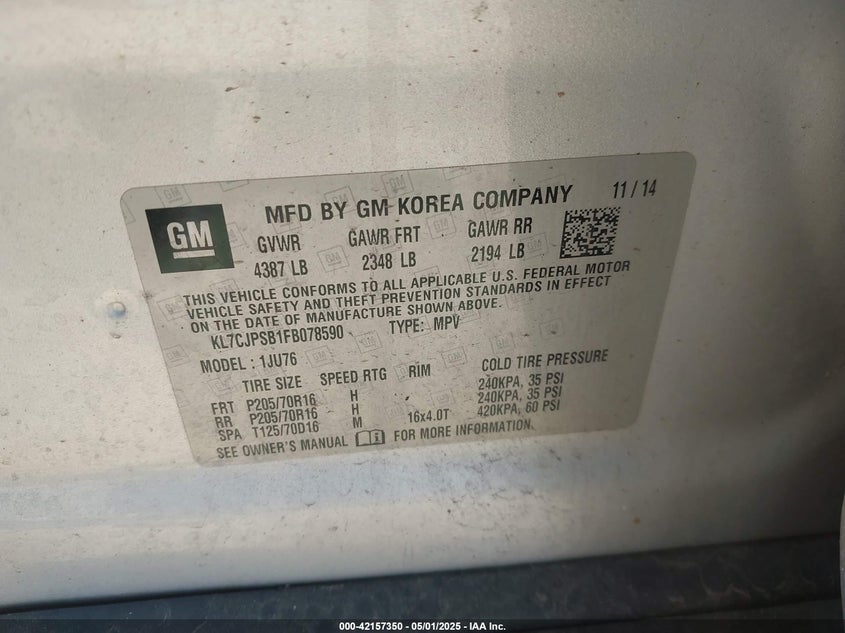 GM
MFD BY GM KOREA COMPANY 11/14
GVWR GAWR FRT GAWR RR
4387 LB 2348 LB 2194 LB
THIS VEHICLE CONFORMS TO ALL APPLICABLE U.S. FEDERAL MOTOR
VEHICLE SAFETY AND THEFT PREVENTION STANDARDS IN EFFECT
ON THE DATE OF MANUFACTURE SHOWN ABOVE.
KL7CJPSB1FB078590 TYPE: MPV
MODEL: 1JU76
TIRE SIZE SPEED RTG RIM COLD TIRE PRESSURE
FRT P205/70R16 H 240KPA, 35 PSI
RR P205/70R16 H 240KPA, 35 PSI
SPA T125/70D16 M 16x4.0T 420KPA, 60 PSI
SEE OWNER'S MANUAL FOR MORE INFORMATION.
000-42157350 | 05/01/2025 - IAA Inc.